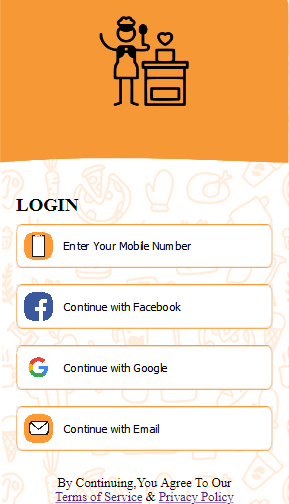 LOGIN
Enter Your Mobile Number
Continue with Facebook
Continue with Google
Continue with Email
By Continuing,You Agree To Our
Terms of Service & Privacy Policy